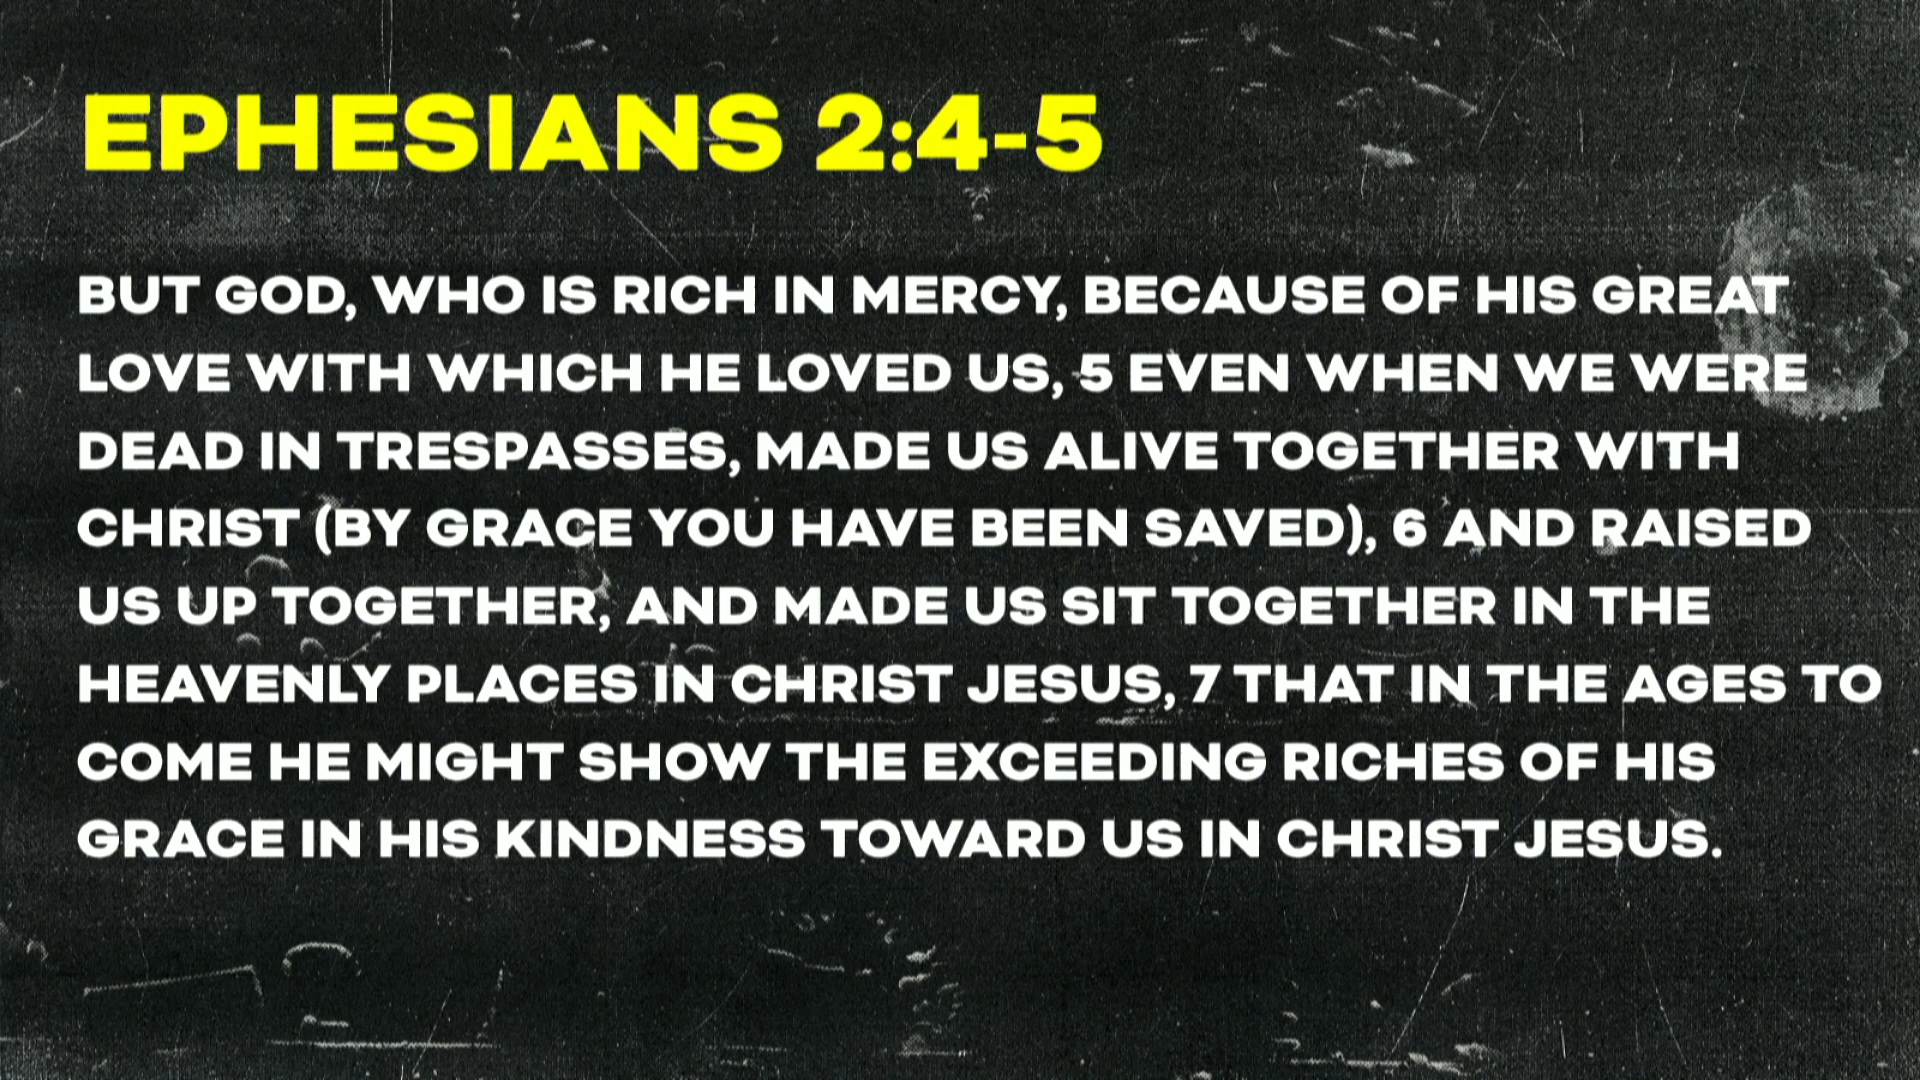 EPHESIANS 2:4-5
BUT GOD, WHO IS RICH IN MERCY, BECAUSE OF HIS GREAT
LOVE WITH WHICH HE LOVED US, 5 EVEN WHEN WE WERE
DEAD IN TRESPASSES, MADE US ALIVE TOGETHER WITH
CHRIST (BY GRACE YOU HAVE BEEN SAVED), 6 AND RAISED
US UP TOGETHER, AND MADE US SIT TOGETHER IN THE
HEAVENLY PLACES IN CHRIST JESUS, 7 THAT IN THE AGES TO
COME HE MIGHT SHOW THE EXCEEDING RICHES OF HIS
GRACE IN HIS KINDNESS TOWARD US IN CHRIST JESUS.